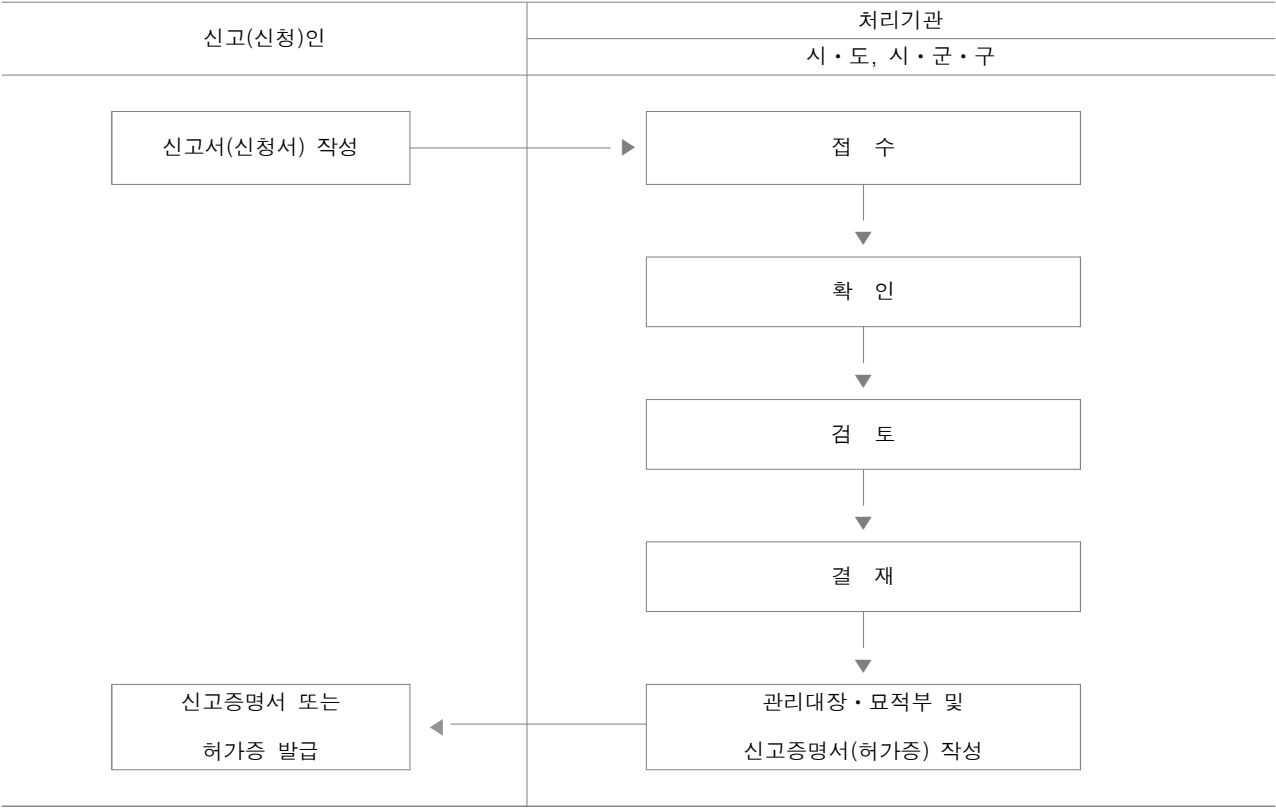 신고(신청)인
처리기관
시・도, 시・군・구
신고서(신청서) 작성
접 수
확 인
검 토
결 재
관리대장・묘적부 및
신고증명서(허가증) 작성
신고증명서 또는
허가증 발급